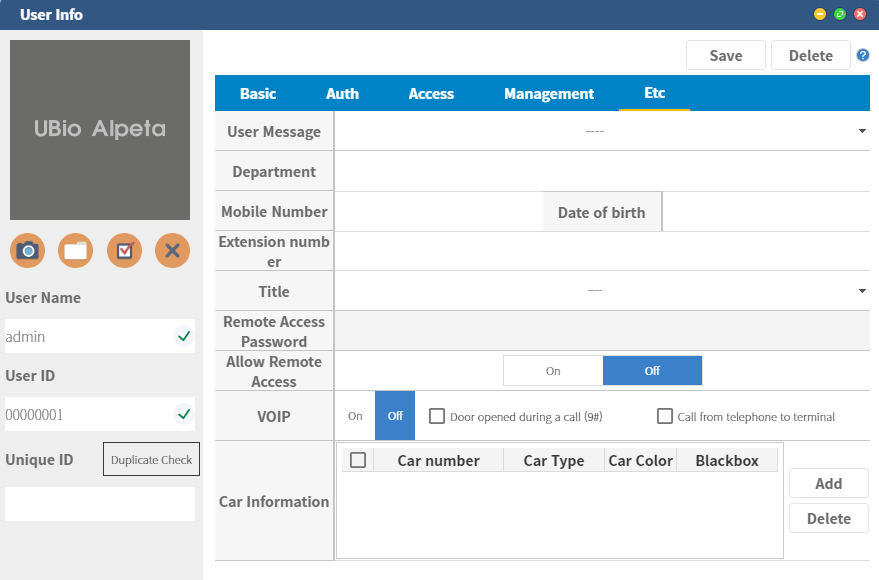 User Info
Save
Delete
?
UBio Alpeta
Basic
Auth
Access
Management
Etc
User Message
----
Department
Mobile Number
Date of birth
Extension numb
er
Title
----
Remote Access
Password
Allow Remote
Access
On
Off
VOIP
On
Off
Door opened during a call (9#)
Call from telephone to terminal
Car Information
Car number
Car Type
Car Color
Blackbox
Add
Delete
User Name
admin
User ID
00000001
Unique ID
Duplicate Check